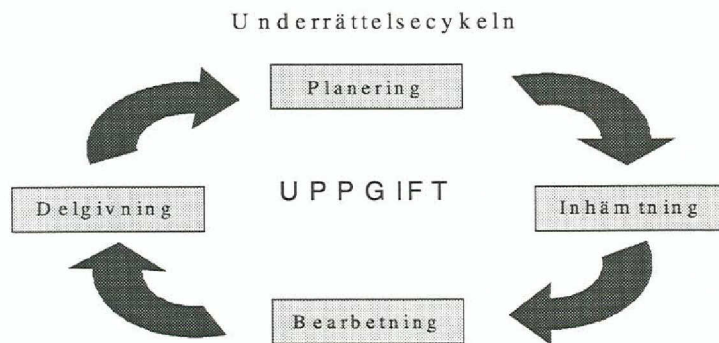 Underrättelsecykeln
Planering
UPPGIFT
Delgivning
Inhämtning
Bearbetning